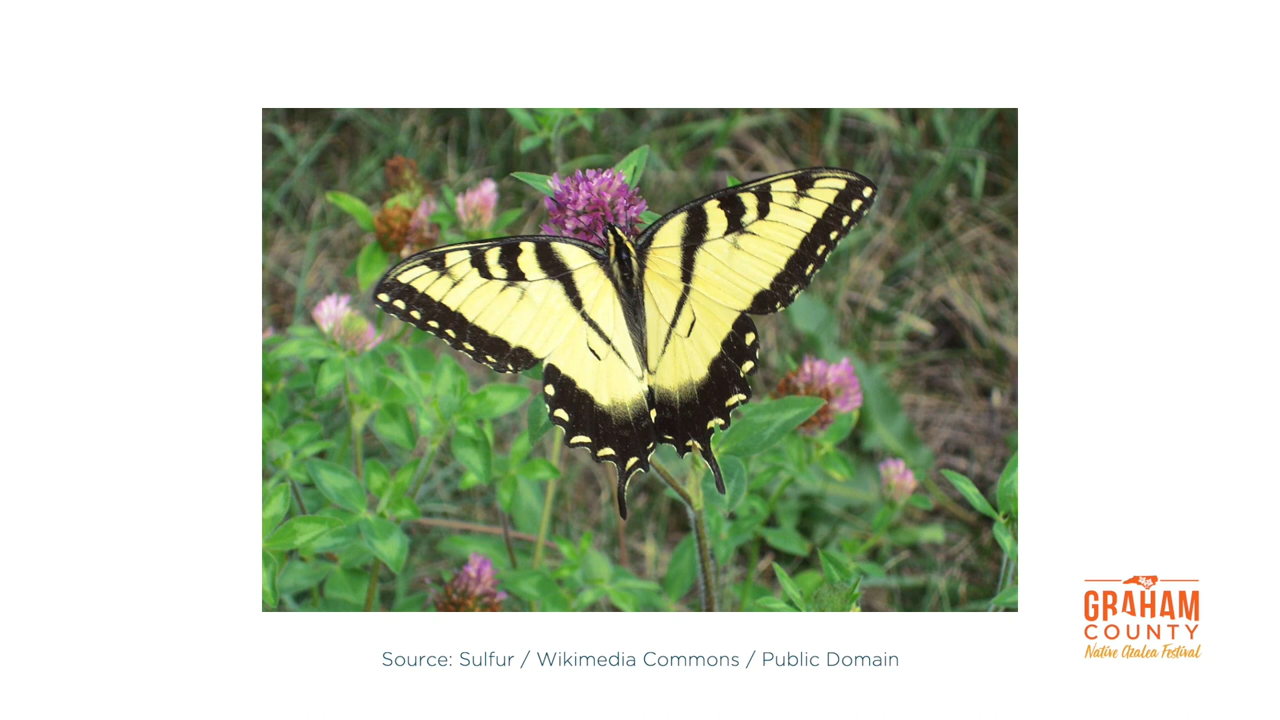 Source: Sulfur / Wikimedia Commons / Public Domain
GRAHAM
COUNTY
Native Azalea Festival